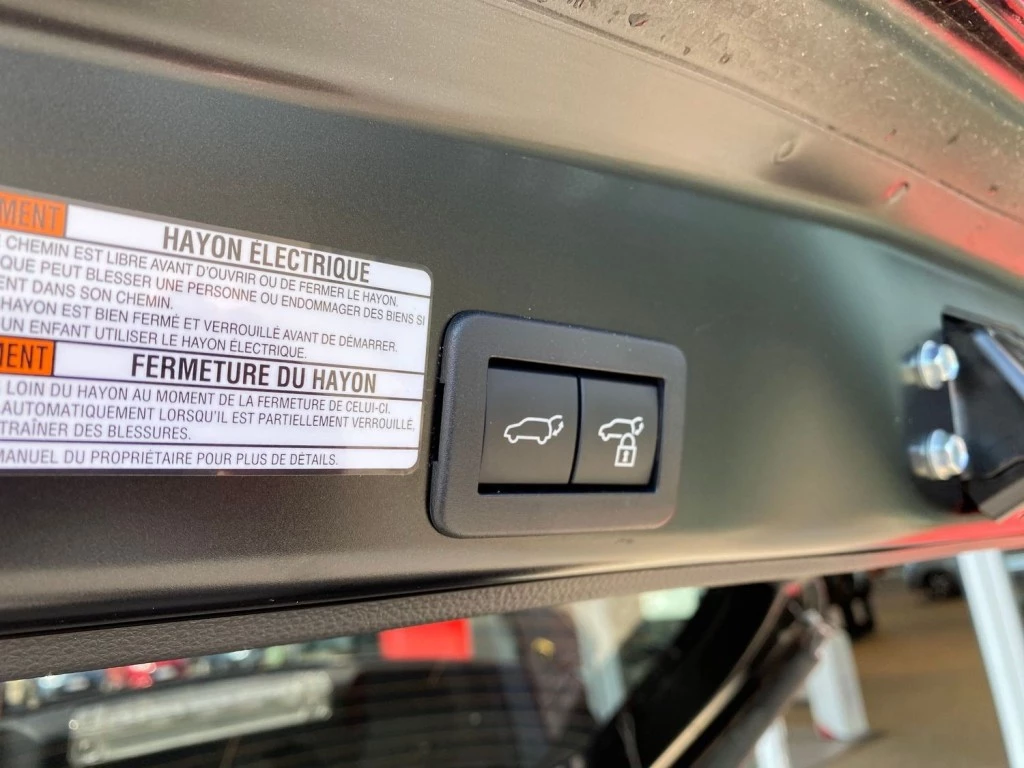 MENT
HAYON ÉLECTRIQUE
CHEMIN EST LIBRE AVANT D'OUVRIR OU DE FERMER LE HAYON.
QUE PEUT BLESSER UNE PERSONNE OU ENDOMMAGER DES BIENS SI
ENT DANS SON CHEMIN.
HAYON EST BIEN FERMÉ ET VERROUILLÉ AVANT DE DÉMARRER.
UN ENFANT UTILISER LE HAYON ÉLECTRIQUE.
MENT
FERMETURE DU HAYON
LOIN DU HAYON AU MOMENT DE LA FERMETURE DE CELUI-CI.
AUTOMATIQUEMENT LORSQU'IL EST PARTIELLEMENT VERROUILLÉ,
TRAÎNER DES BLESSURES.
MANUEL DU PROPRIÉTAIRE POUR PLUS DE DÉTAILS.